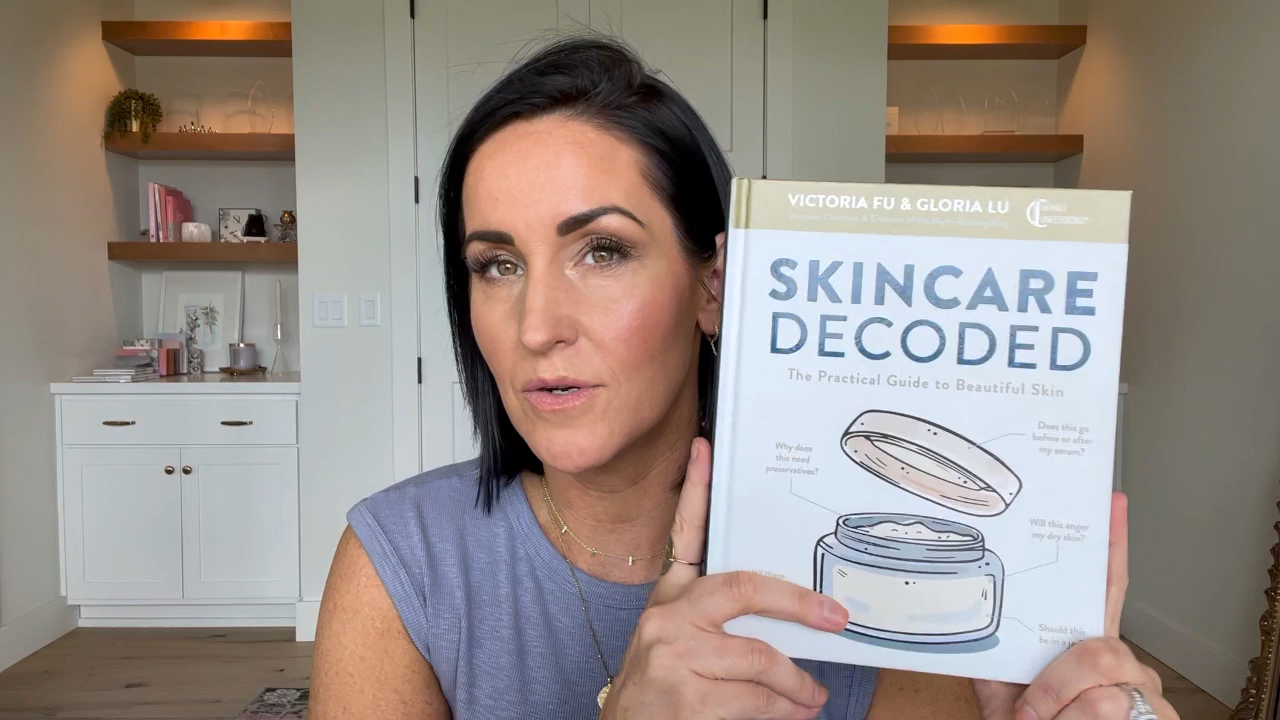 VICTORIA FU & GLORIA LU
SKINCARE
DECODED
The Practical Guide to Beautiful Skin
Does this go
before or after
my serum?
Why does
this need
preservatives?
Will this anger
my dry skin?
Should this
be in a